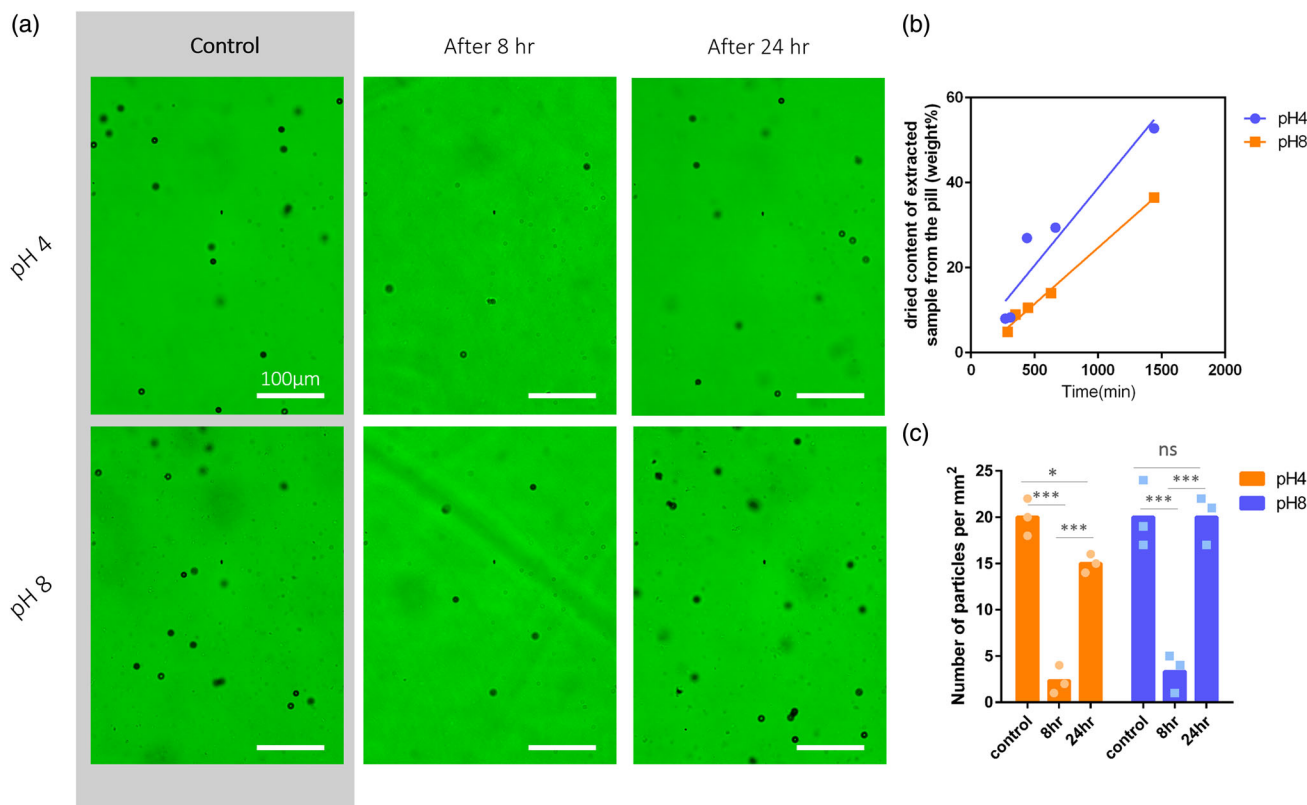 (a)
Control
After 8 hr
After 24 hr
pH 4
100µm
pH 8
(b)
dried content of extracted
sample from the pill (weight%)
60
40
20
0
0
500
1000
1500
2000
Time(min)
pH4
pH8
(c)
Number of particles per mm²
25
20
15
10
5
0
*
***
***
ns
***
***
control
8hr
24hr
control
8hr
24hr
pH4
pH8